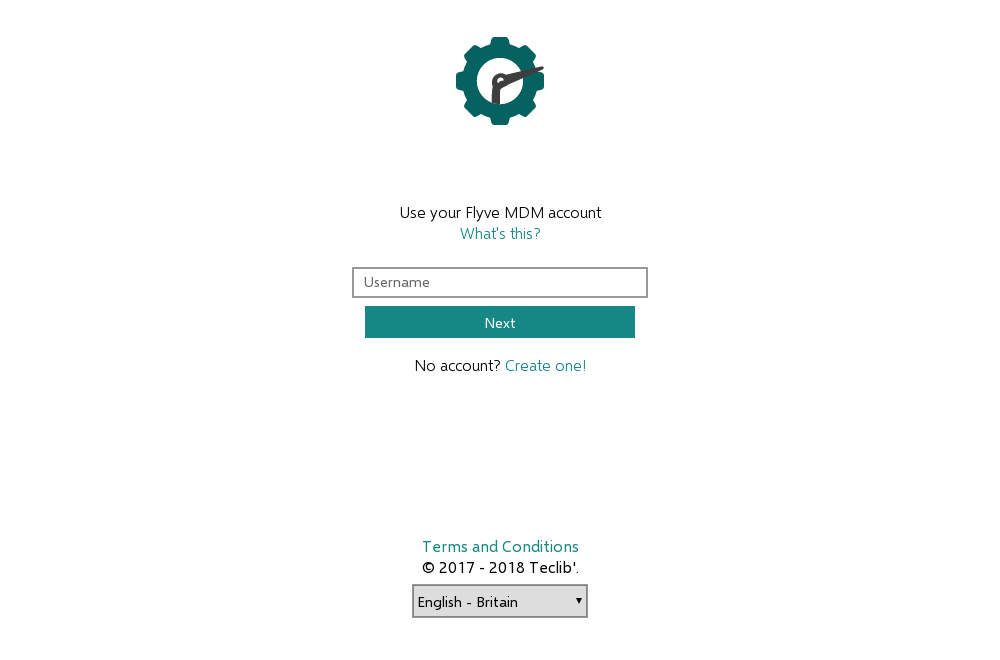 Use your Flyve MDM account
What's this?
Username
Next
No account? Create one!
Terms and Conditions
© 2017 - 2018 Teclib'.
English - Britain